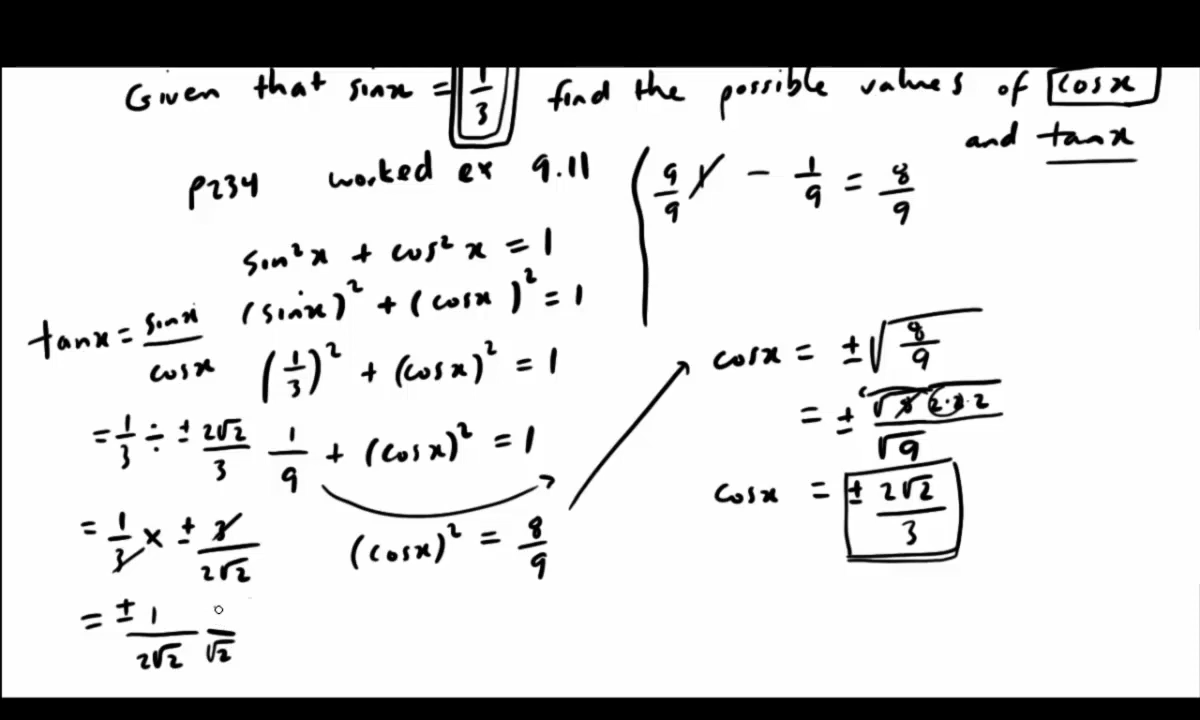 Given that sinx = 1/3 find the possible values of cosx
and tanx
P234 worked ex 9.11
9/9 1 - 1/9 = 8/9
sin²x + cos²x = 1
(sinx)² + (cosx)² = 1
(1/3)² + (cosx)² = 1
1/9 + (cosx)² = 1
(cosx)² = 8/9
tanx = sinx/cosx
= 1/3 ÷ ± 2√2/3
= 1/3 × ± 3/2√2
= ± 1/2√2 /√2
cosx = ±√8/9
= ± √8 2·2·2/√9
cosx = ± 2√2/3